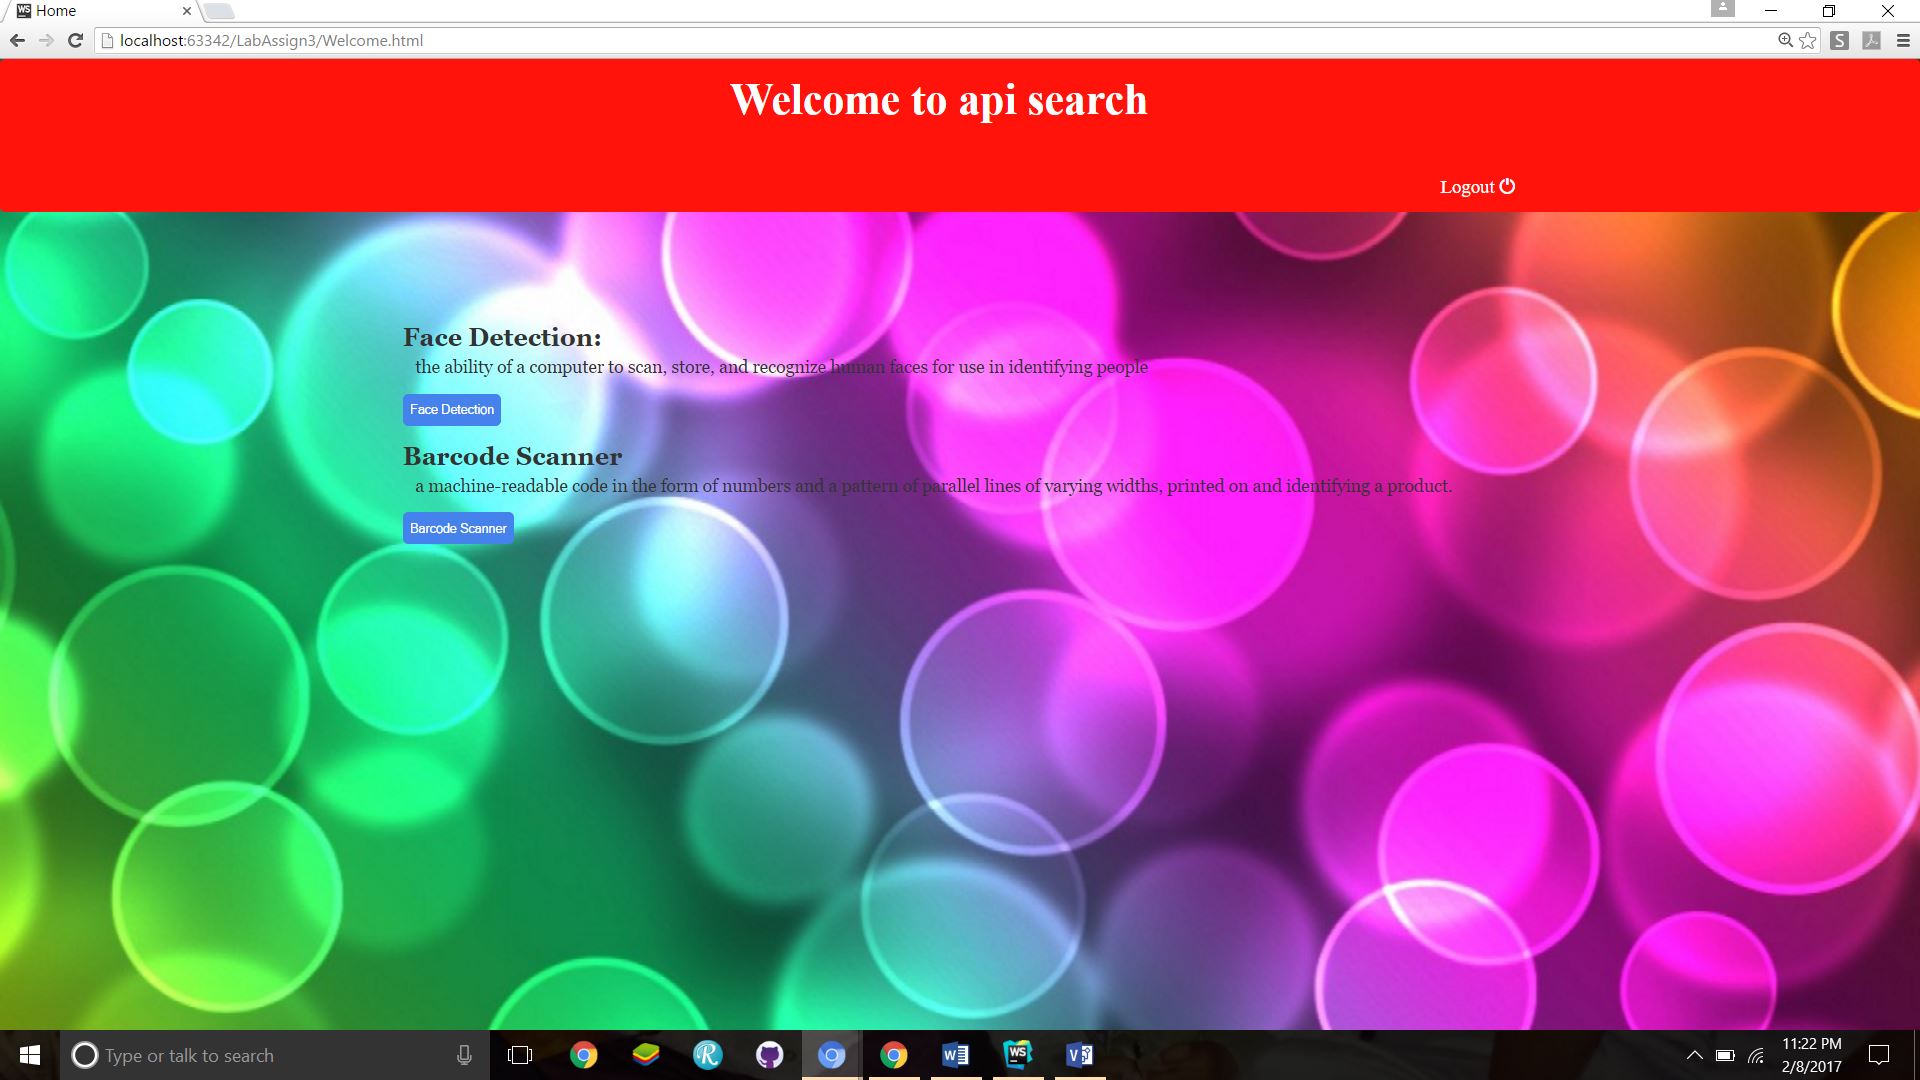 WS Home
localhost:63342/LabAssign3/Welcome.html
S
Welcome to api search
Logout
Face Detection:
the ability of a computer to scan, store, and recognize human faces for use in identifying people
Face Detection
Barcode Scanner
a machine-readable code in the form of numbers and a pattern of parallel lines of varying widths, printed on and identifying a product.
Barcode Scanner
Type or talk to search
R
W
WS
V
11:22 PM
2/8/2017